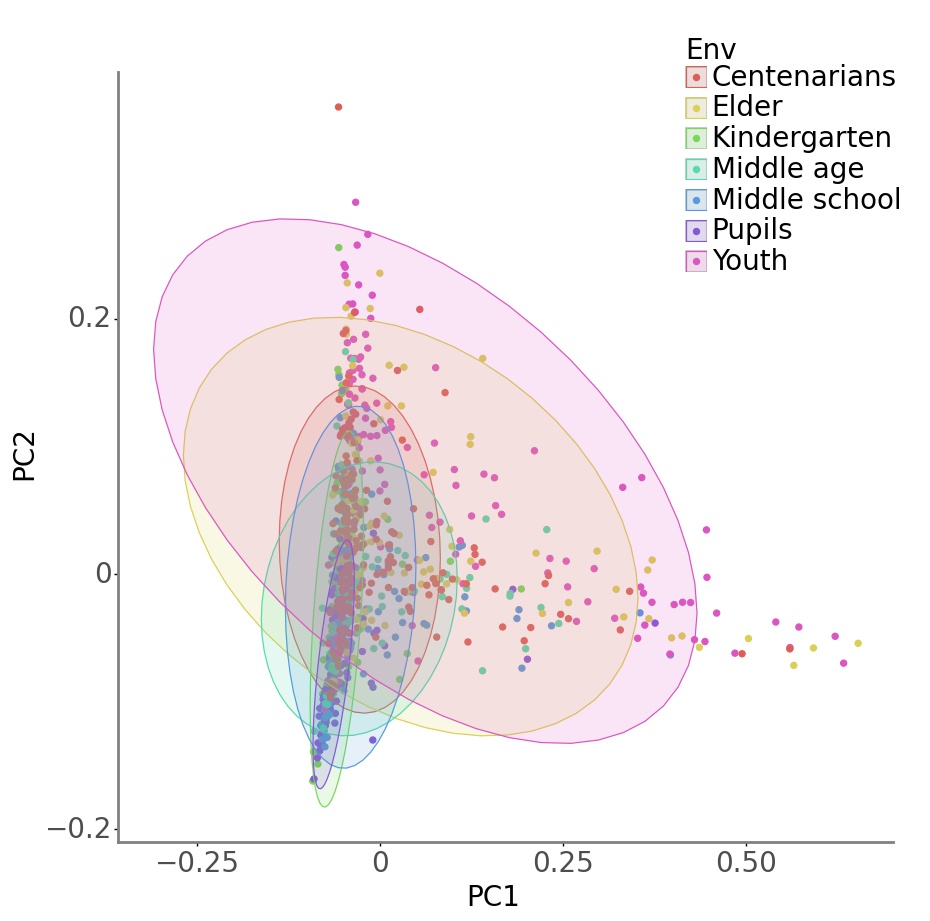 Env
Centenarians
Elder
Kindergarten
Middle age
Middle school
Pupils
Youth
0.2
0
−0.2
PC2
−0.25
0
0.25
0.50
PC1